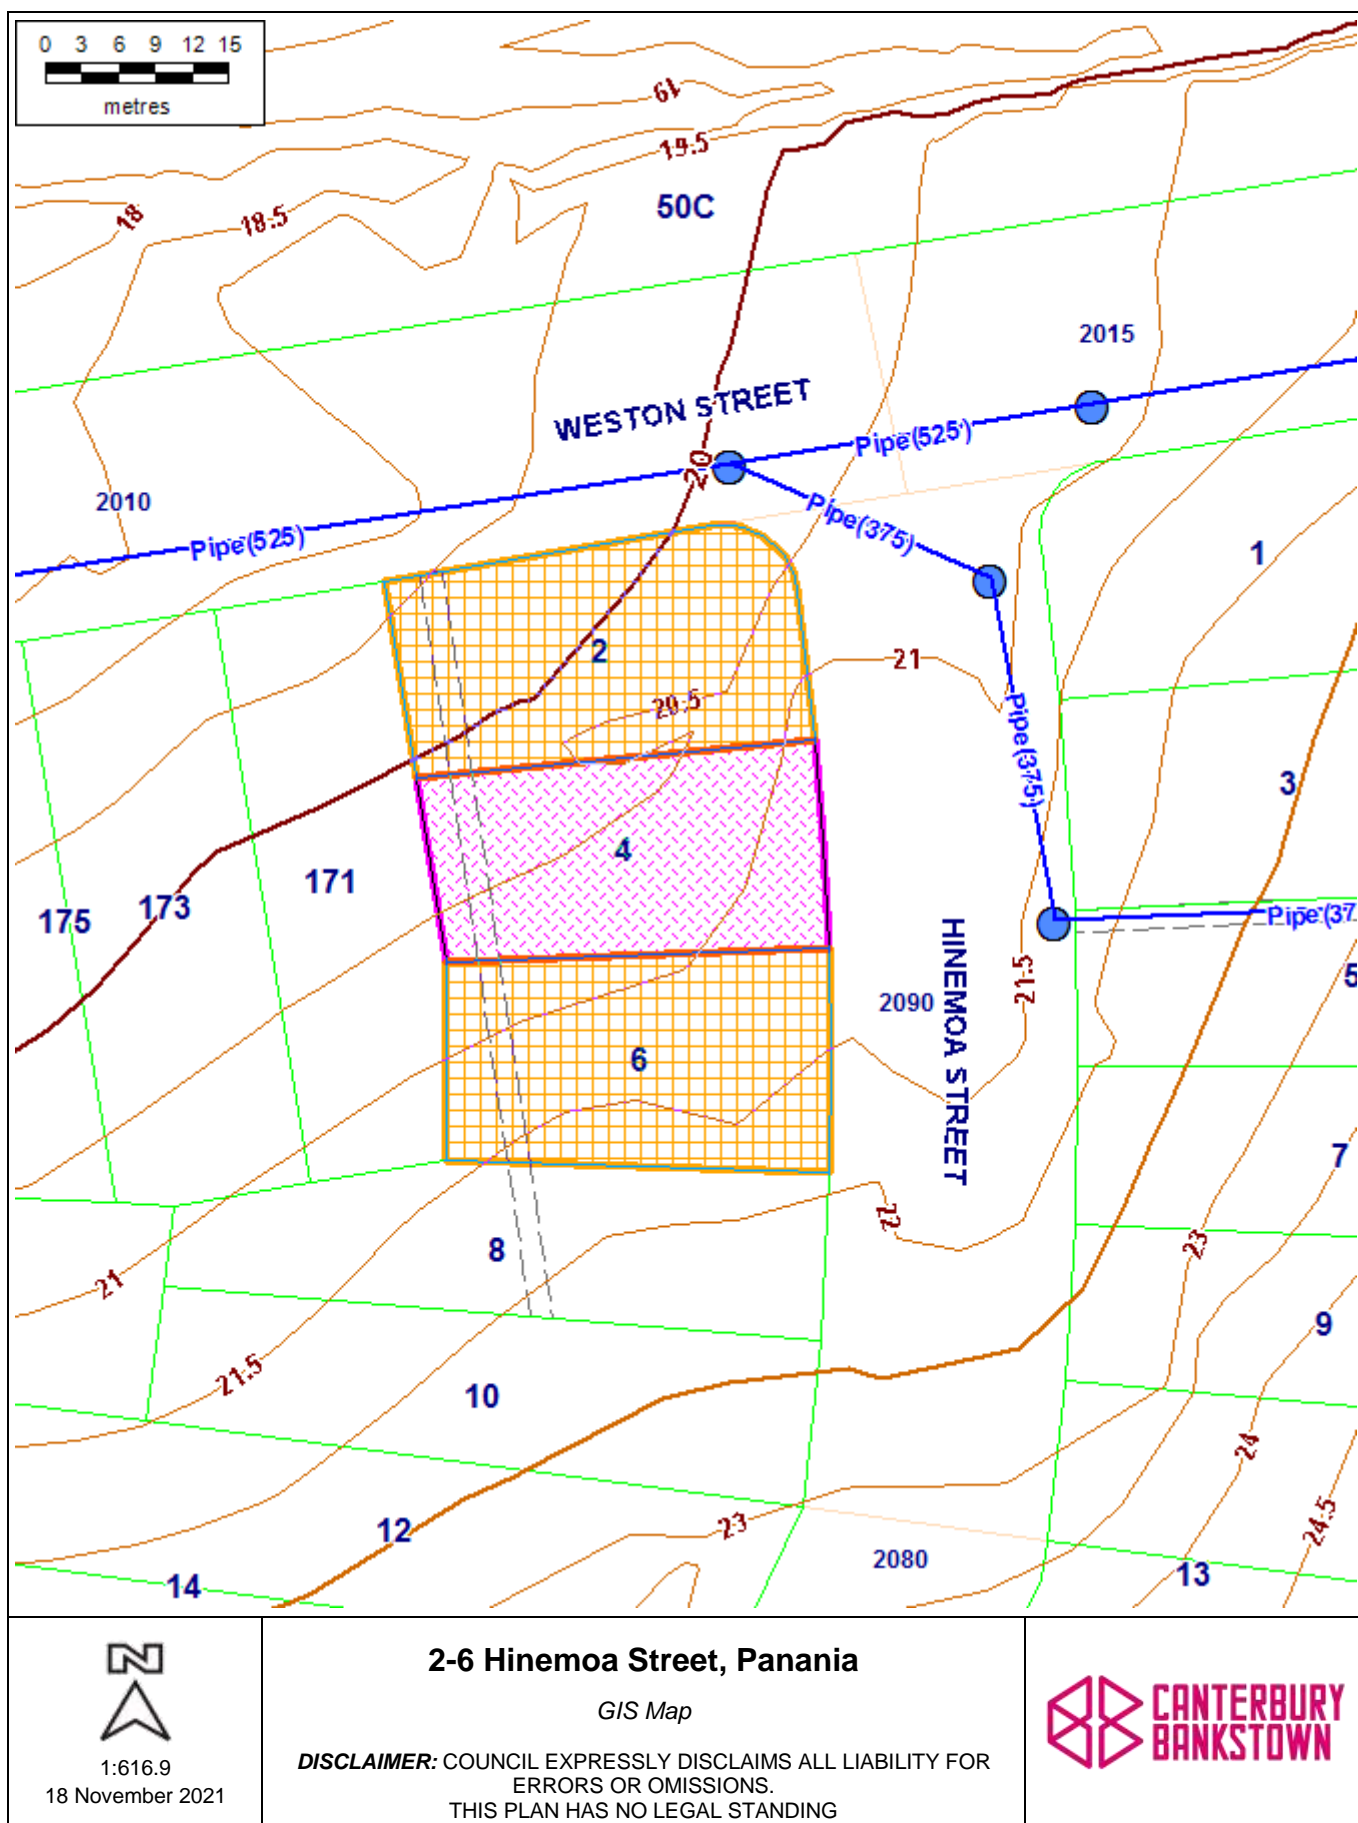 0 3 6 9 12 15
metres
19
19.5
18
18.5
50C
2015
WESTON STREET
Pipe(525)
20
2010
Pipe(525)
Pipe(375)
1
2
21
20.5
Pipe(375)
3
4
171
173
175
Pipe(37
HINEMOA STREET
2090
21.5
5
6
7
22
23
8
21
9
21.5
10
24
24.5
12
23
2080
13
14
N
1:616.9
18 November 2021
2-6 Hinemoa Street, Panania
GIS Map
DISCLAIMER: COUNCIL EXPRESSLY DISCLAIMS ALL LIABILITY FOR
ERRORS OR OMISSIONS.
THIS PLAN HAS NO LEGAL STANDING
CANTERBURY
BANKSTOWN